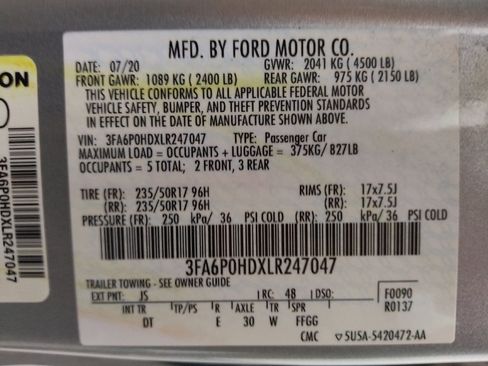 MFD. BY FORD MOTOR CO.
DATE: 07/20 GVWR: 2041 KG (4500 LB)
FRONT GAWR: 1089 KG (2400 LB) REAR GAWR: 975 KG (2150 LB)
THIS VEHICLE CONFORMS TO ALL APPLICABLE FEDERAL MOTOR
VEHICLE SAFETY, BUMPER, AND THEFT PREVENTION STANDARDS
IN EFFECT ON THE DATE OF MANUFACTURE SHOWN ABOVE.
VIN: 3FA6P0HDXLR247047 TYPE: Passenger Car
MAXIMUM LOAD = OCCUPANTS + LUGGAGE = 375KG/ 827LB
OCCUPANTS = 5 TOTAL; 2 FRONT, 3 REAR
TIRE (FR): 235/50R17 96H RIMS (FR): 17x7.5J
(RR): 235/50R17 96H (RR): 17x7.5J
PRESSURE (FR): 250 kPa/ 36 PSI COLD (RR): 250 kPa/ 36 PSI COLD
3FA6P0HDXLR247047
TRAILER TOWING - SEE OWNER GUIDE
EXT PNT: JS RC: 48 DSO: F0090
INT TR TP/PS R AXLE TR SPR R0137
DT E 30 W FFGG
CMC 5USA-5420472-AA
ON
3FA6P0HDXLR247047